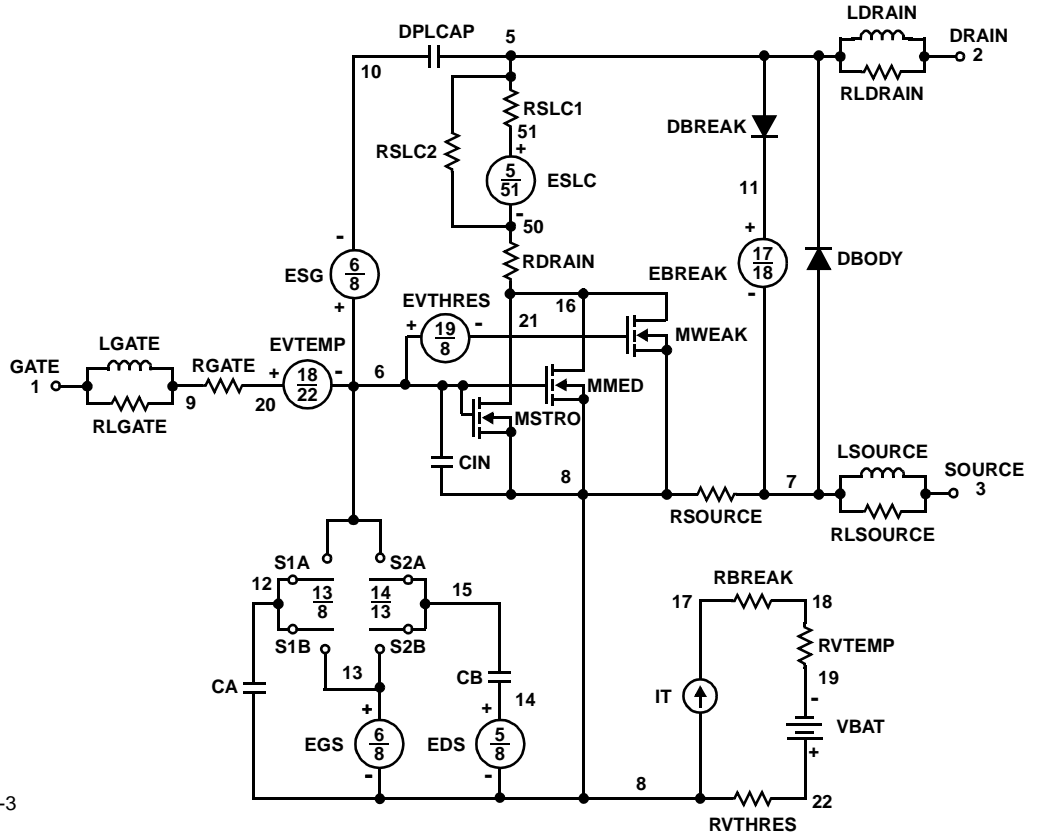 LDRAIN
DPLCAP 5 DRAIN
10 2
RSLC1 RLDRAIN
51 DBREAK
RSLC2 +
5
51 ESLC 11
-
50
- +
ESG 6
8 RDRAIN EBREAK 17
18 DBODY
+ EVTHRES 16 -
+ 19
8 - 21
LGATE EVTEMP MWEAK
GATE RGATE + 18
22 - 6
1 MMED
9 20 MSTRO
RLGATE LSOURCE
CIN 8 7 SOURCE
3
RSOURCE
RLSOURCE
S1A S2A
12 13
8 14
13 15 RBREAK
17 18
S1B S2B
13 RVTEMP
CA CB 19
14 IT -
+ + VBAT
EGS 6
8 EDS 5
8 +
- - 8 22
-3 RVTHRES